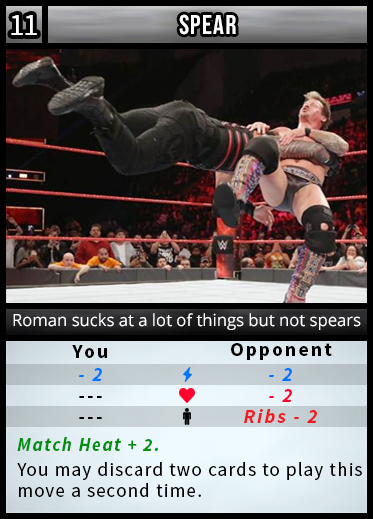 11 SPEAR
W
Roman sucks at a lot of things but not spears
You Opponent
- 2 - 2
--- - 2
--- Ribs - 2
Match Heat + 2.
You may discard two cards to play this
move a second time.